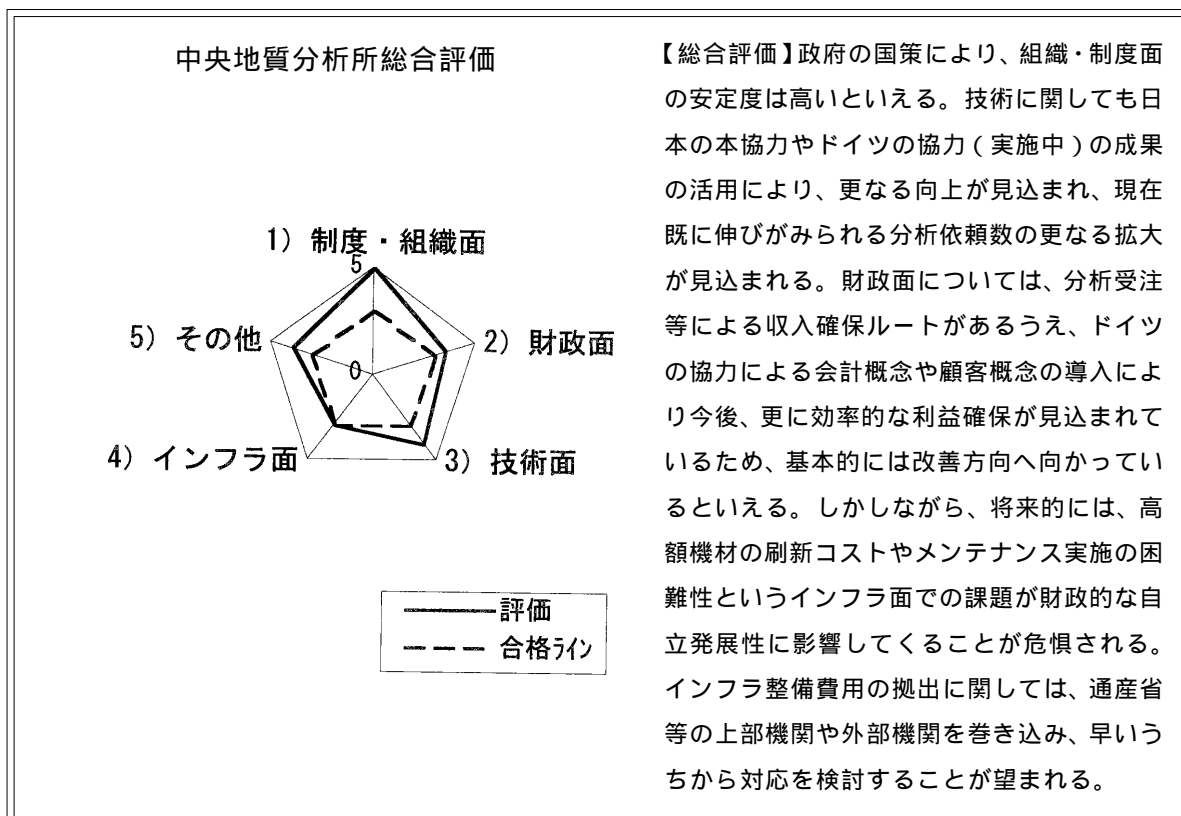 中央地質分析所総合評価
1) 制度・組織面
5
5) その他
2) 財政面
0
4) インフラ面
3) 技術面
評価
合格ライン
【総合評価】政府の国策により、組織・制度面
の安定度は高いといえる。技術に関しても日
本の本協力やドイツの協力(実施中)の成果
の活用により、更なる向上が見込まれ、現在
既に伸びがみられる分析依頼数の更なる拡大
が見込まれる。財政面については、分析受注
等による収入確保ルートがあるうえ、ドイツ
の協力による会計概念や顧客概念の導入によ
り今後、更に効率的な利益確保が見込まれて
いるため、基本的には改善方向へ向かってい
るといえる。しかしながら、将来的には、高
額機材の刷新コストやメンテナンス実施の困
難性というインフラ面での課題が財政的な自
立発展性に影響してくることが危惧される。
インフラ整備費用の拠出に関しては、通産省
等の上部機関や外部機関を巻き込み、早いう
ちから対応を検討することが望まれる。